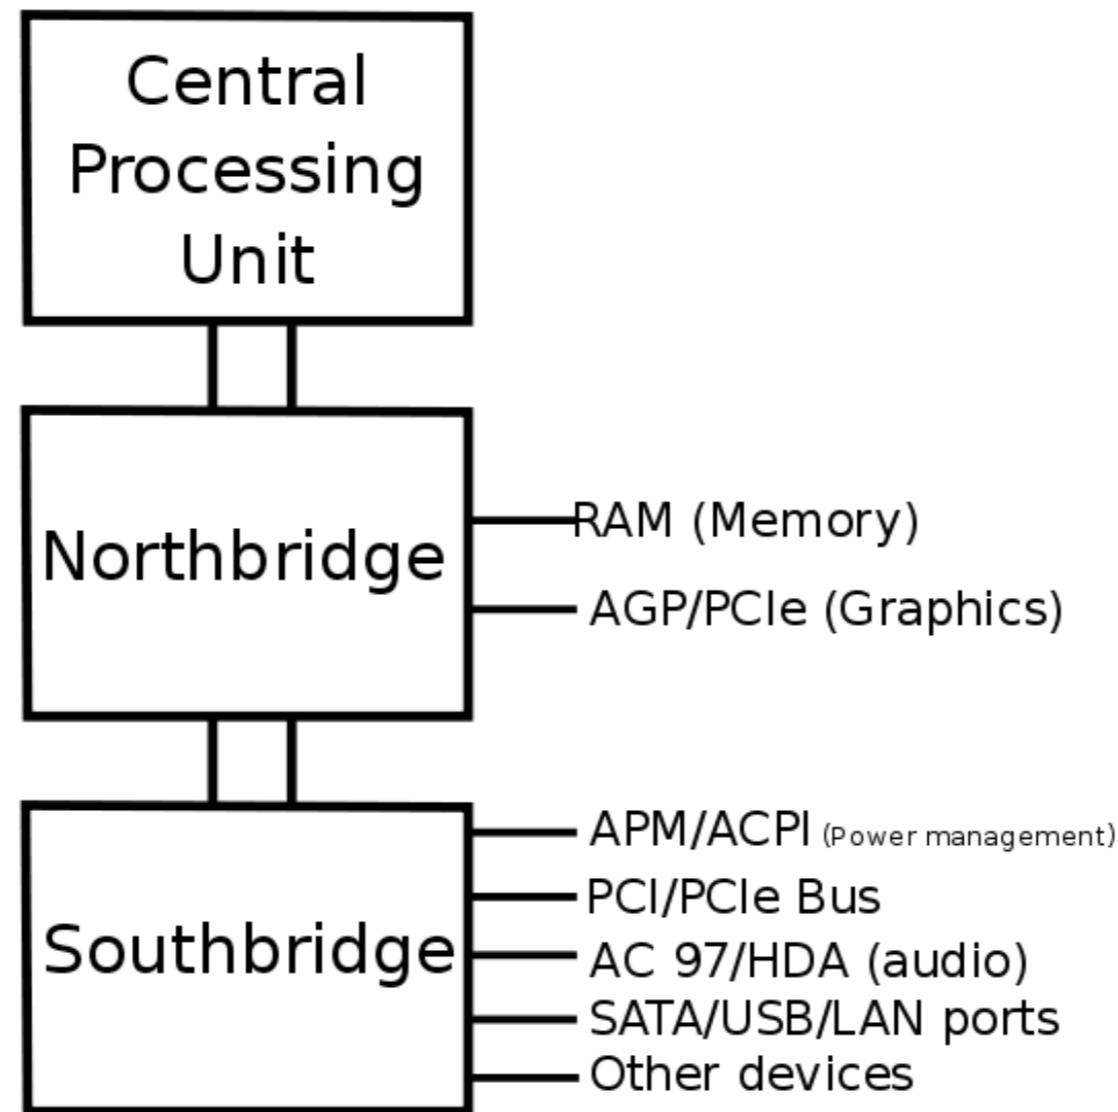 Central
Processing
Unit
Northbridge
RAM (Memory)
AGP/PCIe (Graphics)
Southbridge
APM/ACPI (Power management)
PCI/PCIe Bus
AC 97/HDA (audio)
SATA/USB/LAN ports
Other devices